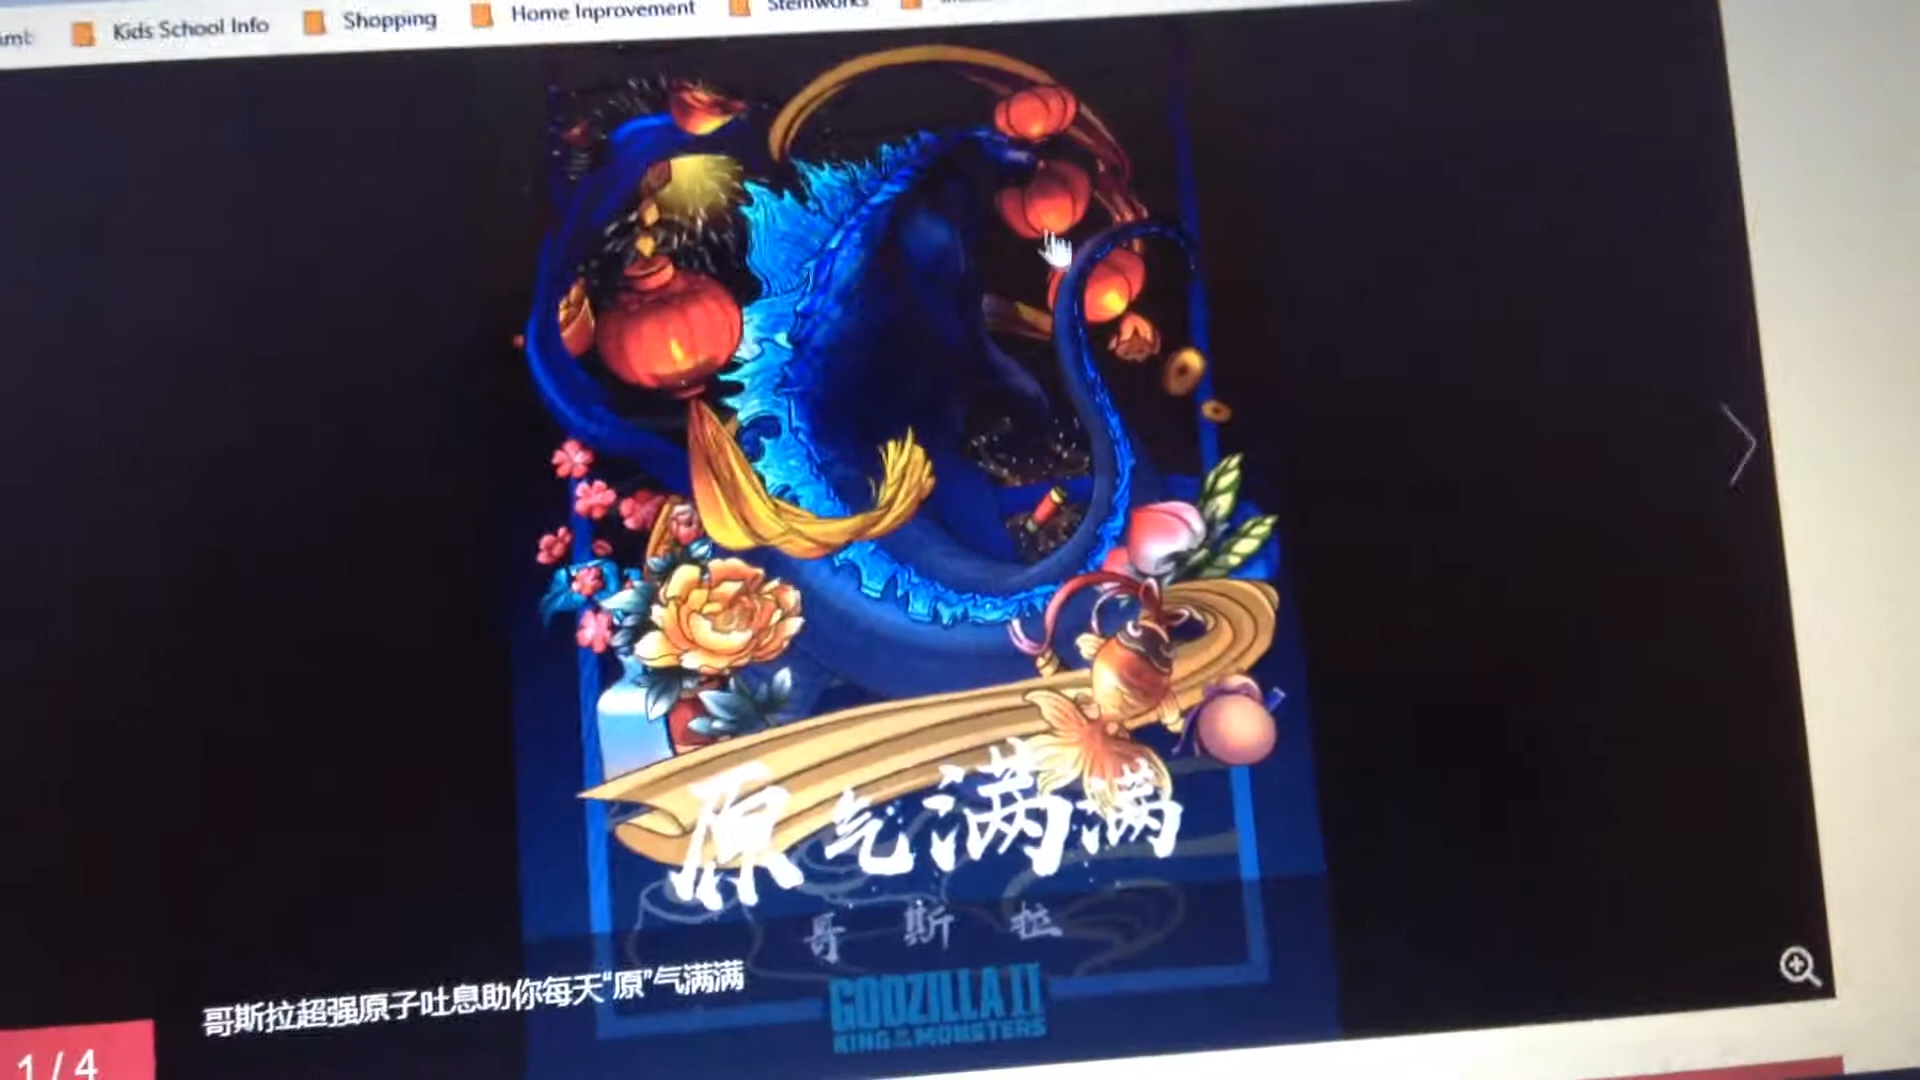 Kids School Info
Shopping
Home Inprovement
原气满满
哥斯拉
GODZILLA II
KING OF THE MONSTERS
哥斯拉超强原子吐息助你每天“原”气满满
1/4